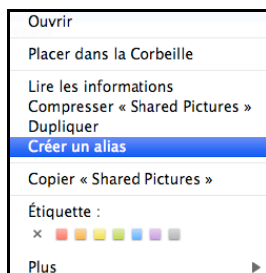 Ouvrir
Placer dans la Corbeille
Lire les informations
Compresser « Shared Pictures »
Dupliquer
Créer un alias
Copier « Shared Pictures »
Étiquette :
Plus